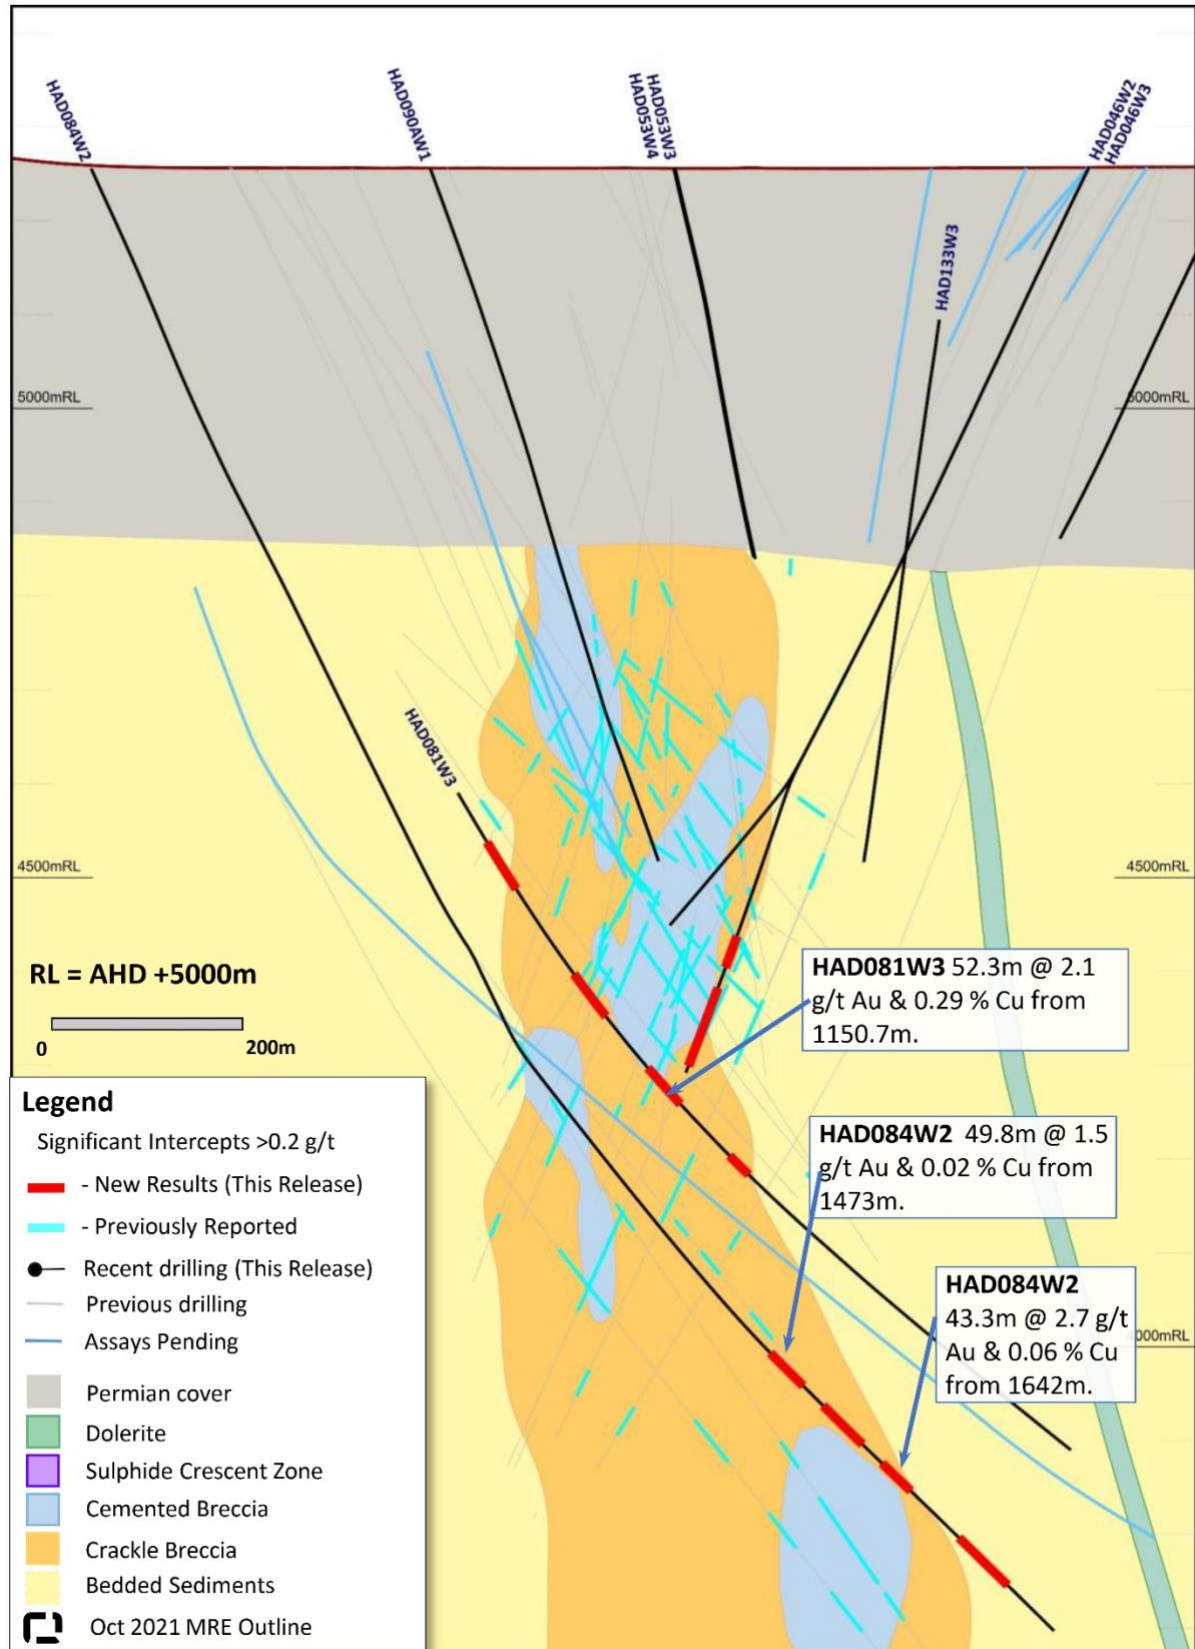 HAD084W2
HAD090AW1
HAD053W3
HAD053W4
HAD046W2
HAD046W3
HAD133W3
5000mRL
5000mRL
HAD081W3
4500mRL
4500mRL
RL = AHD +5000m
0 200m
HAD081W3 52.3m @ 2.1
g/t Au & 0.29 % Cu from
1150.7m.
HAD084W2 49.8m @ 1.5
g/t Au & 0.02 % Cu from
1473m.
HAD084W2
43.3m @ 2.7 g/t
Au & 0.06 % Cu
from 1642m.
000mRL
Legend
Significant Intercepts >0.2 g/t
- New Results (This Release)
- Previously Reported
Recent drilling (This Release)
Previous drilling
Assays Pending
Permian cover
Dolerite
Sulphide Crescent Zone
Cemented Breccia
Crackle Breccia
Bedded Sediments
Oct 2021 MRE Outline